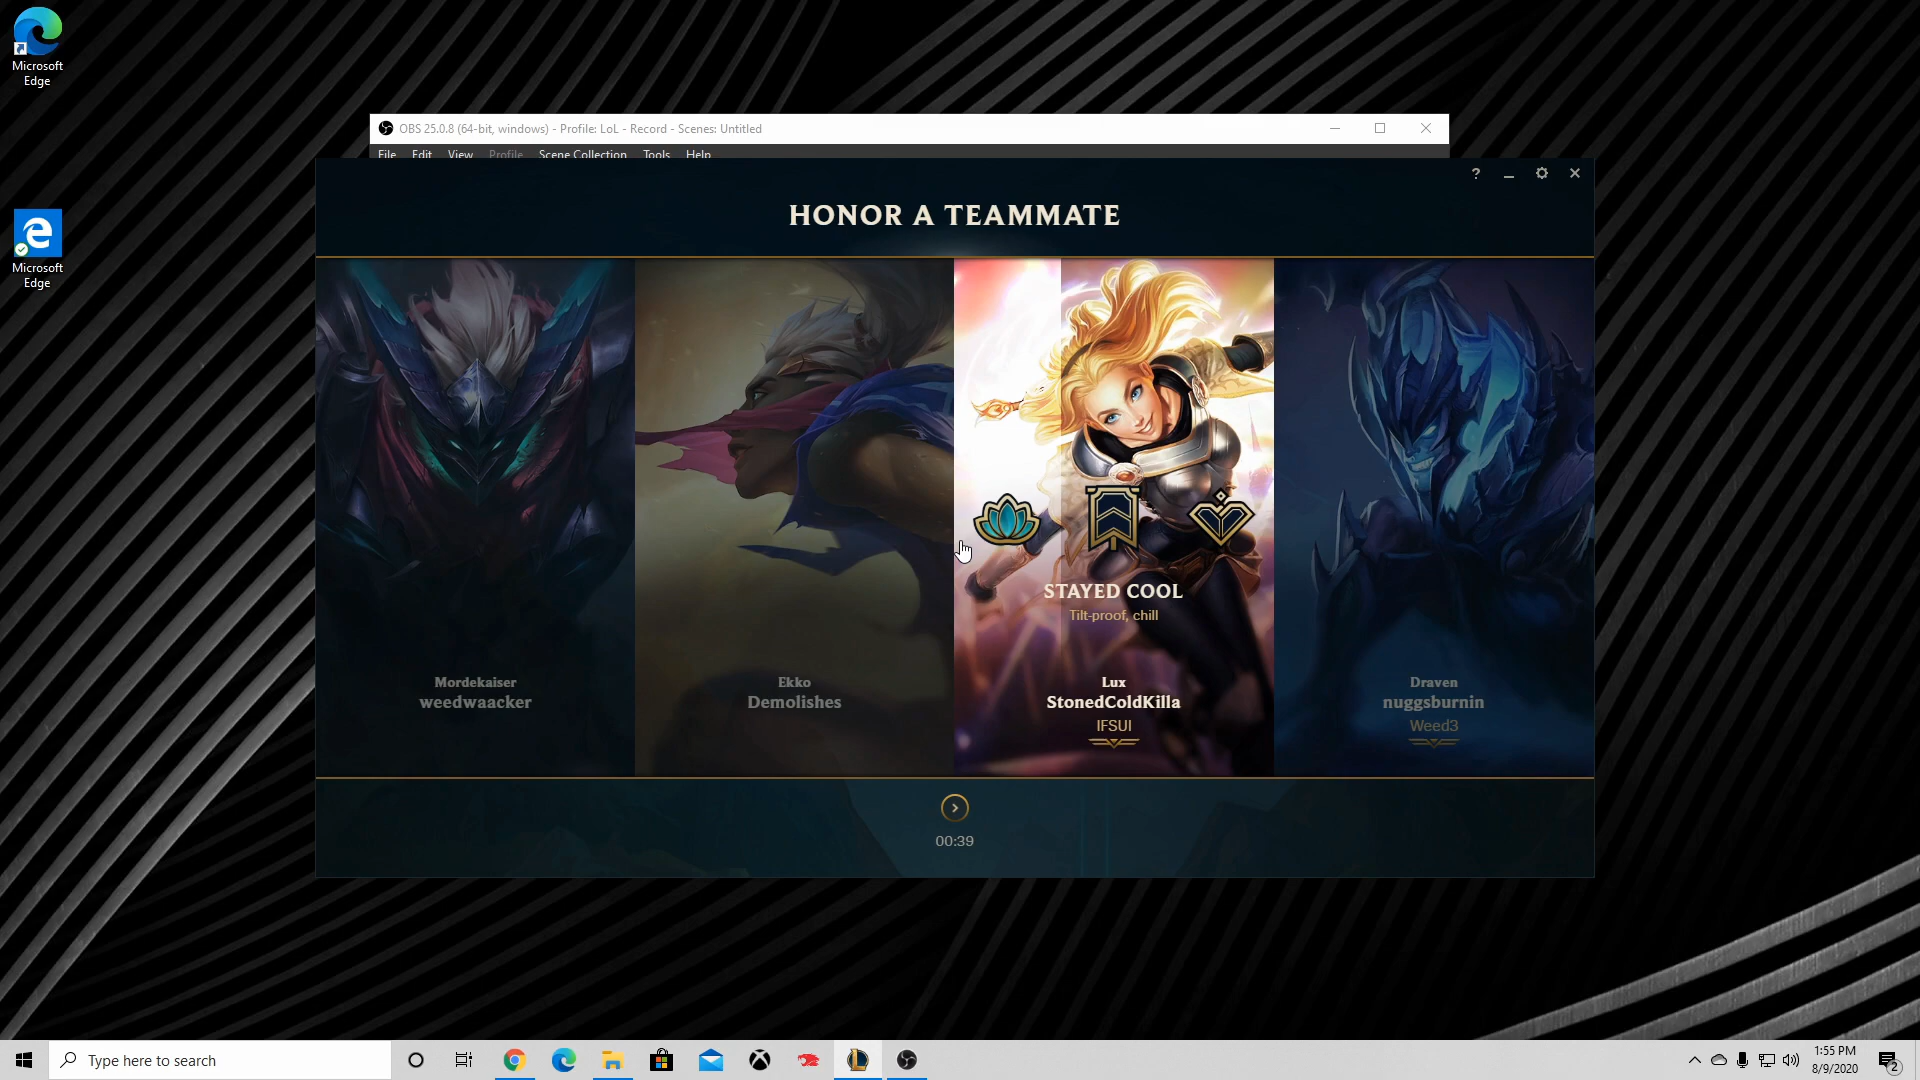 Microsoft
Edge
Microsoft
Edge
OBS 25.0.8 (64-bit, windows) - Profile: LoL - Record - Scenes: Untitled
File Edit View Profile Scene Collection Tools Help
?
HONOR A TEAMMATE
STAYED COOL
Tilt-proof, chill
Mordekaiser
weedwaacker
Ekko
Demolishes
Lux
StonedColdKilla
IFSUI
Draven
nuggsburnin
Weed3
00:39
Type here to search
1:55 PM
8/9/2020
2